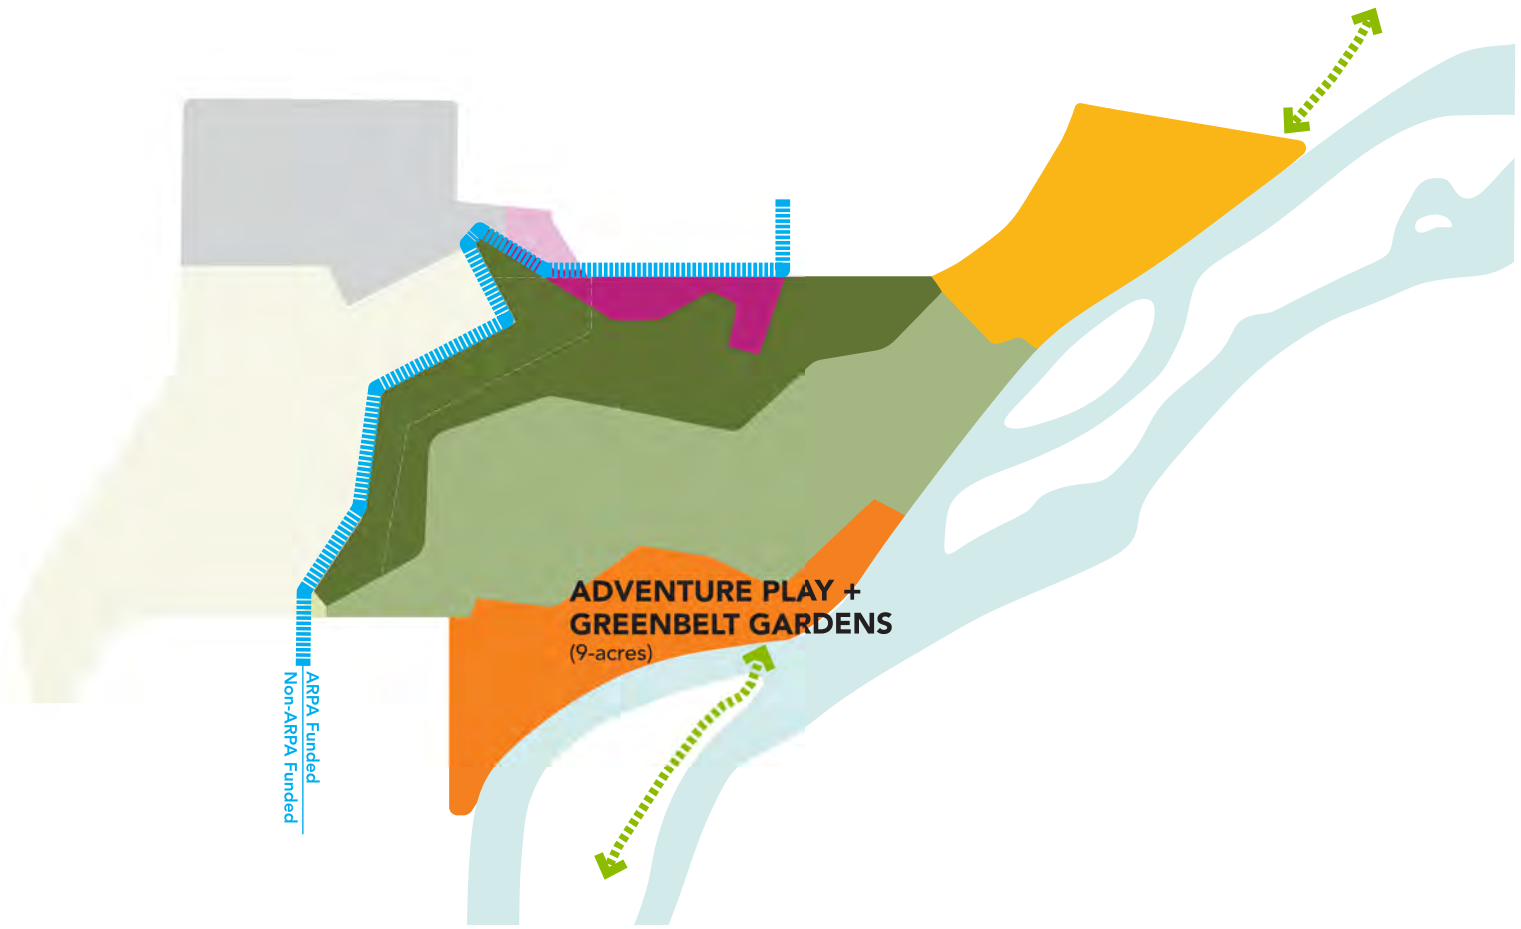 ADVENTURE PLAY +
GREENBELT GARDENS
(9-acres)
ARPA Funded
Non-ARPA Funded